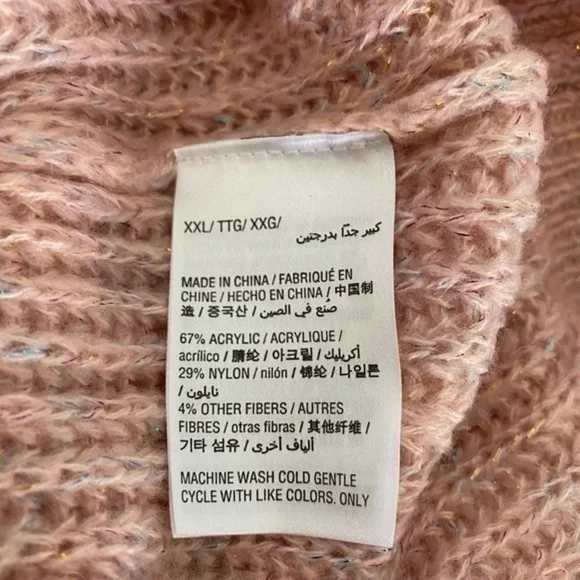 XXL/ TTG/ XXG/
كبير جدًا بدرجتين
MADE IN CHINA / FABRIQUÉ EN
CHINE / HECHO EN CHINA / 中国制
造 / 중국산 / صنع في الصين /
67% ACRYLIC / ACRYLIQUE /
acrílico / 腈纶 / 아크릴 / أكريليك
29% NYLON / nilón / 锦纶 / 나일론
/ نايلون
4% OTHER FIBERS / AUTRES
FIBRES / otras fibras / 其他纤维 /
기타 섬유 / ألياف أخرى
MACHINE WASH COLD GENTLE
CYCLE WITH LIKE COLORS. ONLY